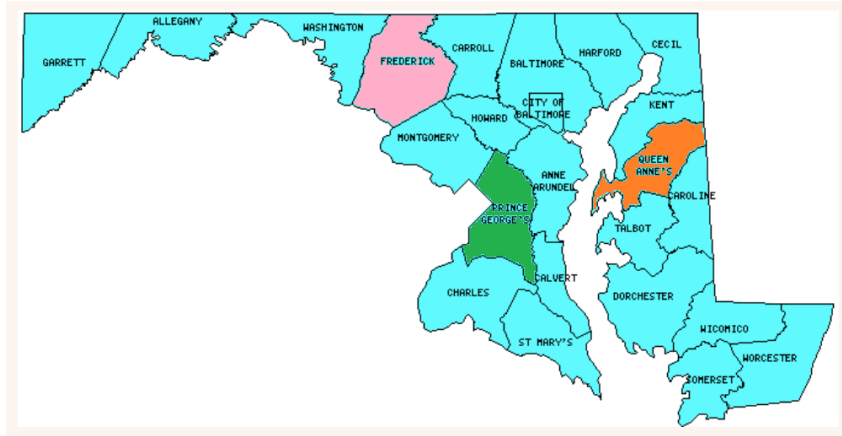 ALLEGANY
WASHINGTON
GARRETT
FREDERICK
CARROLL
BALTIMORE
HARFORD
CECIL
CITY OF
BALTIMORE
KENT
MONTGOMERY
HOWARD
ANNE
ARUNDEL
QUEEN
ANNE'S
CAROLINE
PRINCE
GEORGE'S
TALBOT
CHARLES
CALVERT
DORCHESTER
ST MARY'S
WICOMICO
WORCESTER
SOMERSET